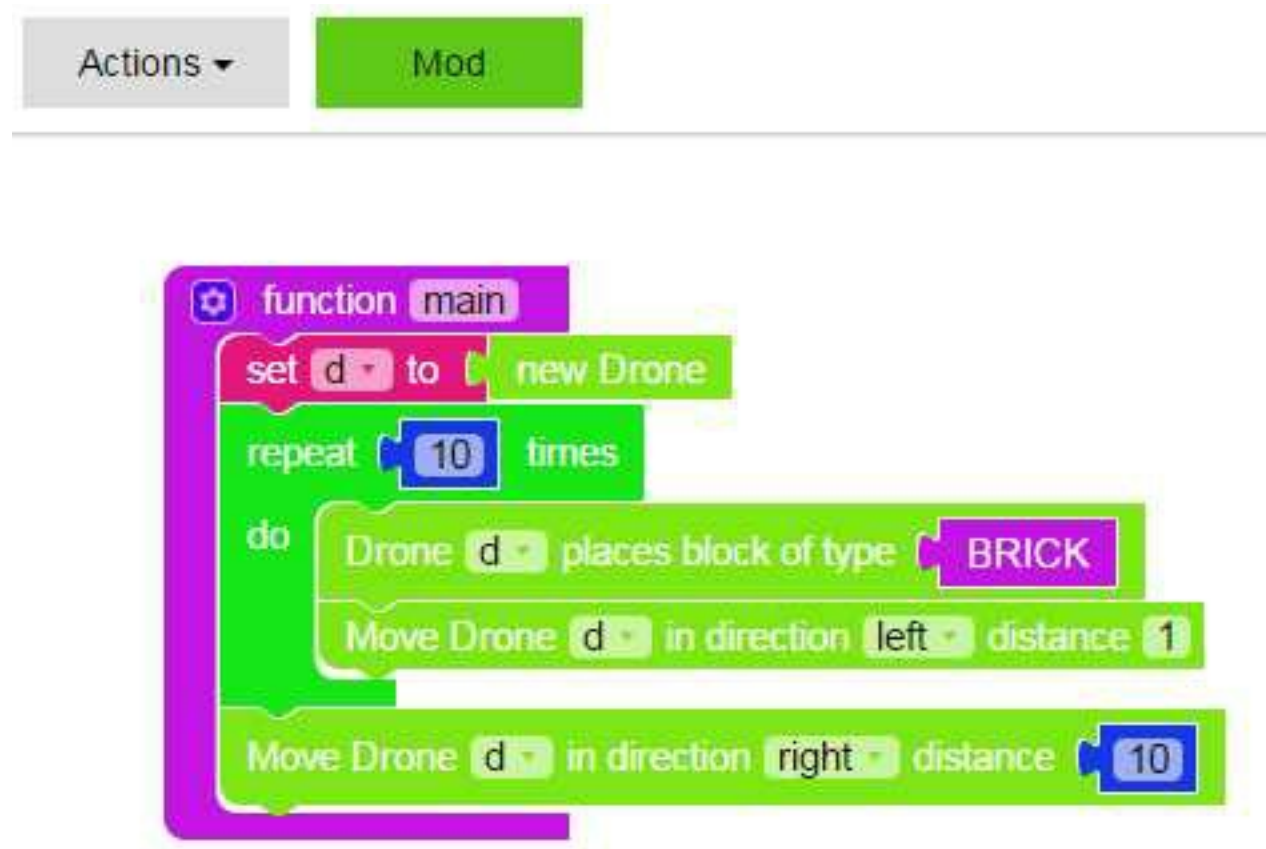 Actions Mod
function main
set d to new Drone
repeat 10 times
do
Drone d places block of type BRICK
Move Drone d in direction left distance 1
Move Drone d in direction right distance 10